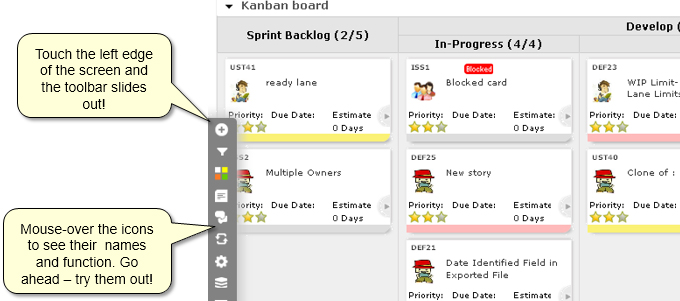 Kanban board
Touch the left edge
of the screen and
the toolbar slides
out!
Sprint Backlog (2/5)
Develop (
In-Progress (4/4)
UST41
ready lane
Priority: Due Date: Estimate
0 Days
IS51
Blocked
Blocked card
Priority: Due Date: Estimate
0 Days
DEF23
WIP Limit-
Lane Limits
Priority: Due Date:
S2
Multiple Owners
Priority: Due Date: Estimate
0 Days
DEF25
New story
Priority: Due Date: Estimate
0 Days
UST40
Clone of :
Priority: Due Date:
Mouse-over the icons
to see their names
and function. Go
ahead – try them out!
DEF21
Date Identified Field in
Exported File
Priority: Due Date: Estimate